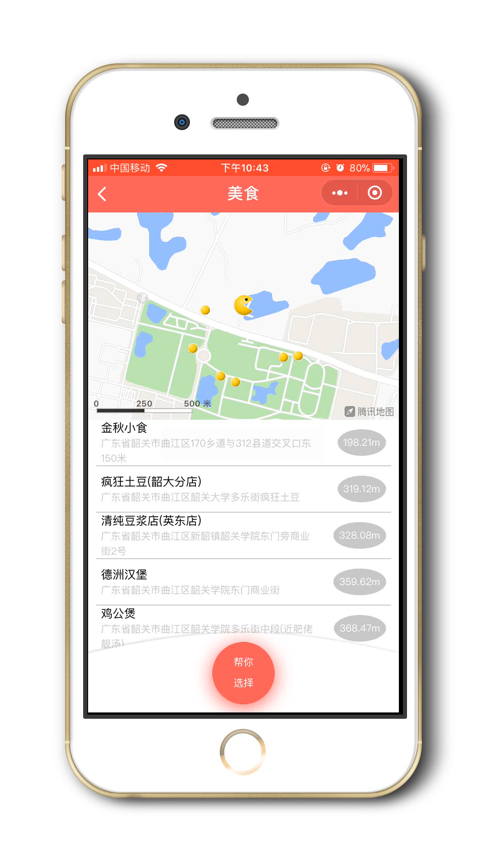 中国移动 下午10:43 80%
美食
0 250 500 米
腾讯地图
金秋小食
广东省韶关市曲江区170乡道与312县道交叉口东
150米
198.21m
疯狂土豆(韶大分店)
广东省韶关市曲江区韶关大学多乐街疯狂土豆
319.12m
清纯豆浆店(英东店)
广东省韶关市曲江区新韶镇韶关学院东门旁商业
街2号
328.08m
德洲汉堡
广东省韶关市曲江区韶关学院东门商业街
359.62m
鸡公煲
广东省韶关市曲江区韶关学院多乐街中段(近肥佬
靓汤)
368.47m
帮你
选择